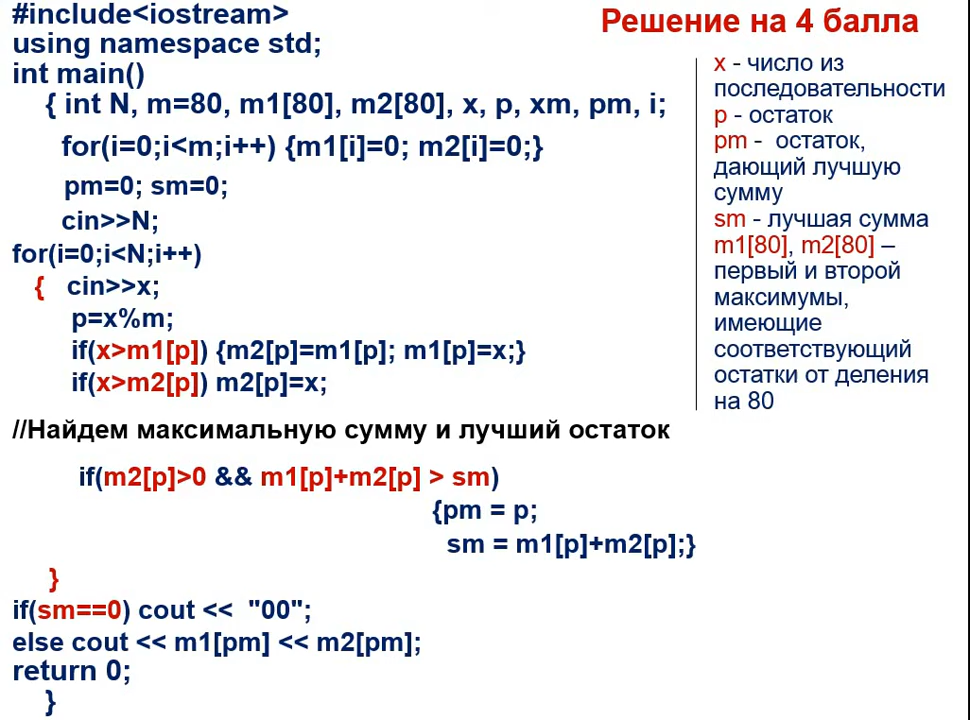 #include<iostream>
using namespace std;
int main()
{ int N, m=80, m1[80], m2[80], x, p, xm, pm, i;
for(i=0;i<m;i++) {m1[i]=0; m2[i]=0;}
pm=0; sm=0;
cin>>N;
for(i=0;i<N;i++)
{ cin>>x;
p=x%m;
if(x>m1[p]) {m2[p]=m1[p]; m1[p]=x;}
if(x>m2[p]) m2[p]=x;
//Найдем максимальную сумму и лучший остаток
if(m2[p]>0 && m1[p]+m2[p] > sm)
{pm = p;
sm = m1[p]+m2[p];}
}
if(sm==0) cout << "00";
else cout << m1[pm] << m2[pm];
return 0;
}
Решение на 4 балла
x - число из
последовательности
p - остаток
pm - остаток,
дающий лучшую
сумму
sm - лучшая сумма
m1[80], m2[80] –
первый и второй
максимумы,
имеющие
соответствующий
остатки от деления
на 80